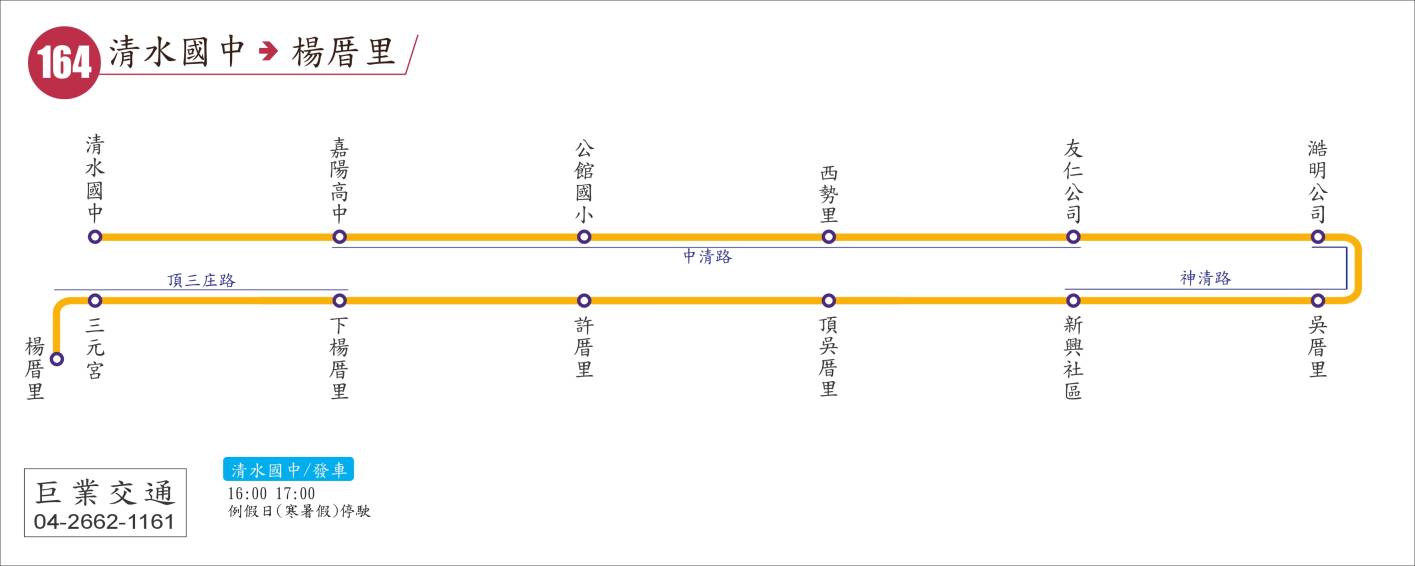 164 清水國中 → 楊厝里
清水國中
嘉陽高中
公館國小
西勢里
友仁公司
澔明公司
中清路
頂三庄路
神清路
楊厝里
三元宮
下楊厝里
許厝里
頂吳厝里
新興社區
吳厝里
巨業交通
04-2662-1161
清水國中/發車
16:00 17:00
例假日(寒暑假)停駛